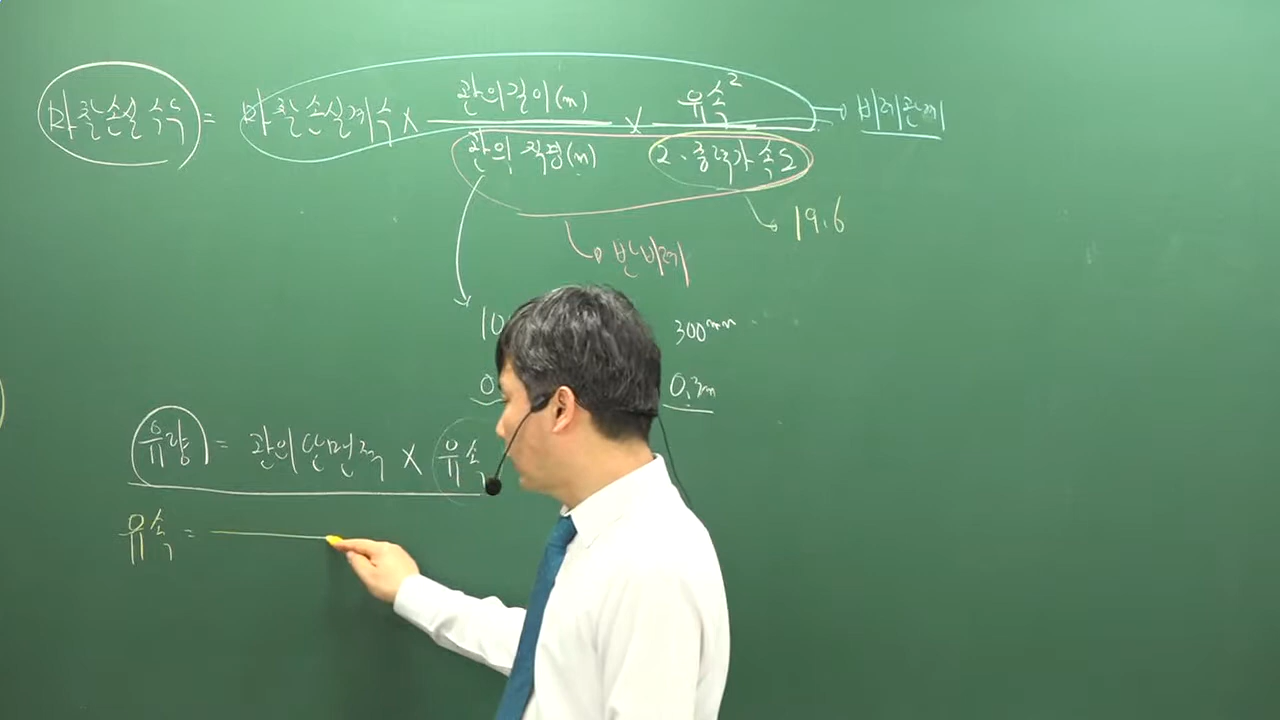 마찰손실수두 = 마찰손실계수 × 관의길이(m) / 관의 직경(m) × 유속² / 2·중력가속도 → 비례관계
19.6
반비례
10 300mm
0 0.3m
유량 = 관의단면적 × 유속
유속 =